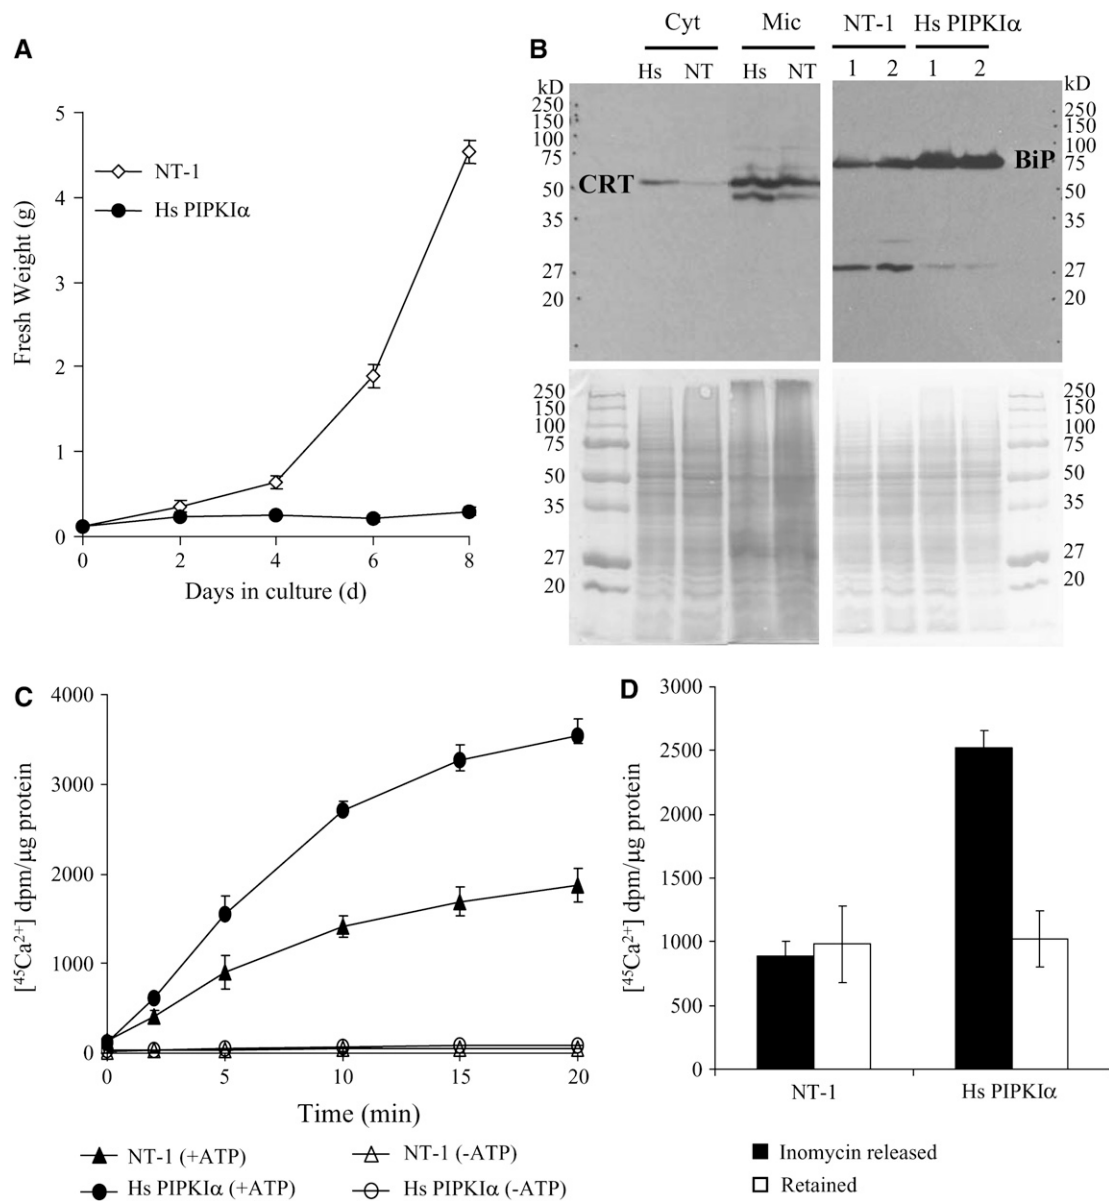 A
NT-1
Hs PIPKIα
Fresh Weight (g)
5
4
3
2
1
0
0 2 4 6 8
Days in culture (d)
B
Cyt Mic NT-1 Hs PIPKIα
Hs NT Hs NT 1 2 1 2
kD
250
150
100
75
50
35
27
20
CRT
kD
250
150
100
75
50
35
27
20
BiP
250
150
100
75
50
35
27
20
250
150
100
75
50
35
27
20
C
[⁴⁵Ca²⁺] dpm/µg protein
4000
3000
2000
1000
0
0 5 10 15 20
Time (min)
NT-1 (+ATP) NT-1 (-ATP)
Hs PIPKIα (+ATP) Hs PIPKIα (-ATP)
D
[⁴⁵Ca²⁺] dpm/µg protein
3000
2500
2000
1500
1000
500
0
NT-1 Hs PIPKIα
Inomycin released
Retained